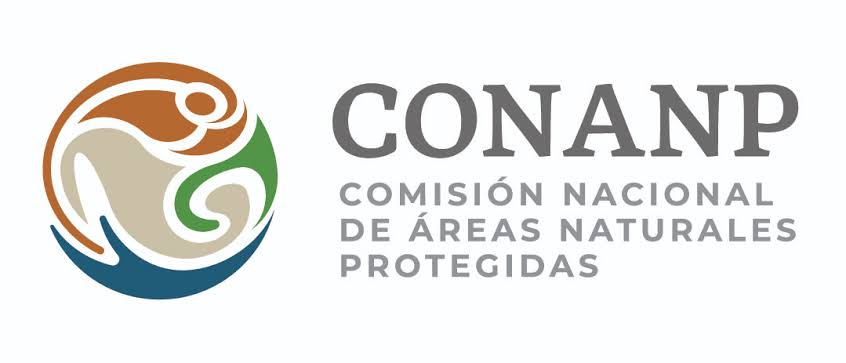 CONANP
COMISIÓN NACIONAL
DE ÁREAS NATURALES
PROTEGIDAS